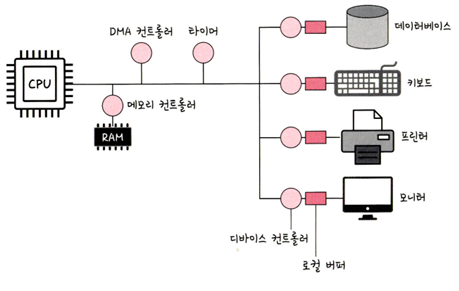 DMA 컨트롤러
타이머
데이터베이스
CPU
키보드
메모리 컨트롤러
RAM
프린터
모니터
디바이스 컨트롤러
로컬 버퍼